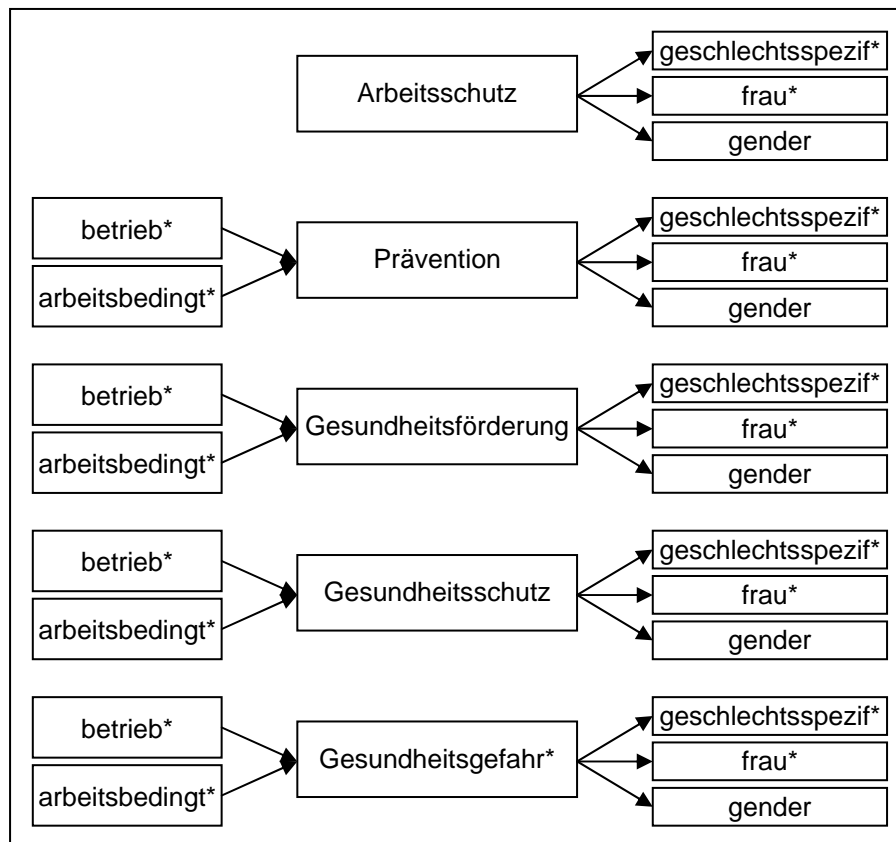 Arbeitsschutz
geschlechtsspezif*
frau*
gender
betrieb*
arbeitsbedingt*
Prävention
geschlechtsspezif*
frau*
gender
betrieb*
arbeitsbedingt*
Gesundheitsförderung
geschlechtsspezif*
frau*
gender
betrieb*
arbeitsbedingt*
Gesundheitsschutz
geschlechtsspezif*
frau*
gender
betrieb*
arbeitsbedingt*
Gesundheitsgefahr*
geschlechtsspezif*
frau*
gender